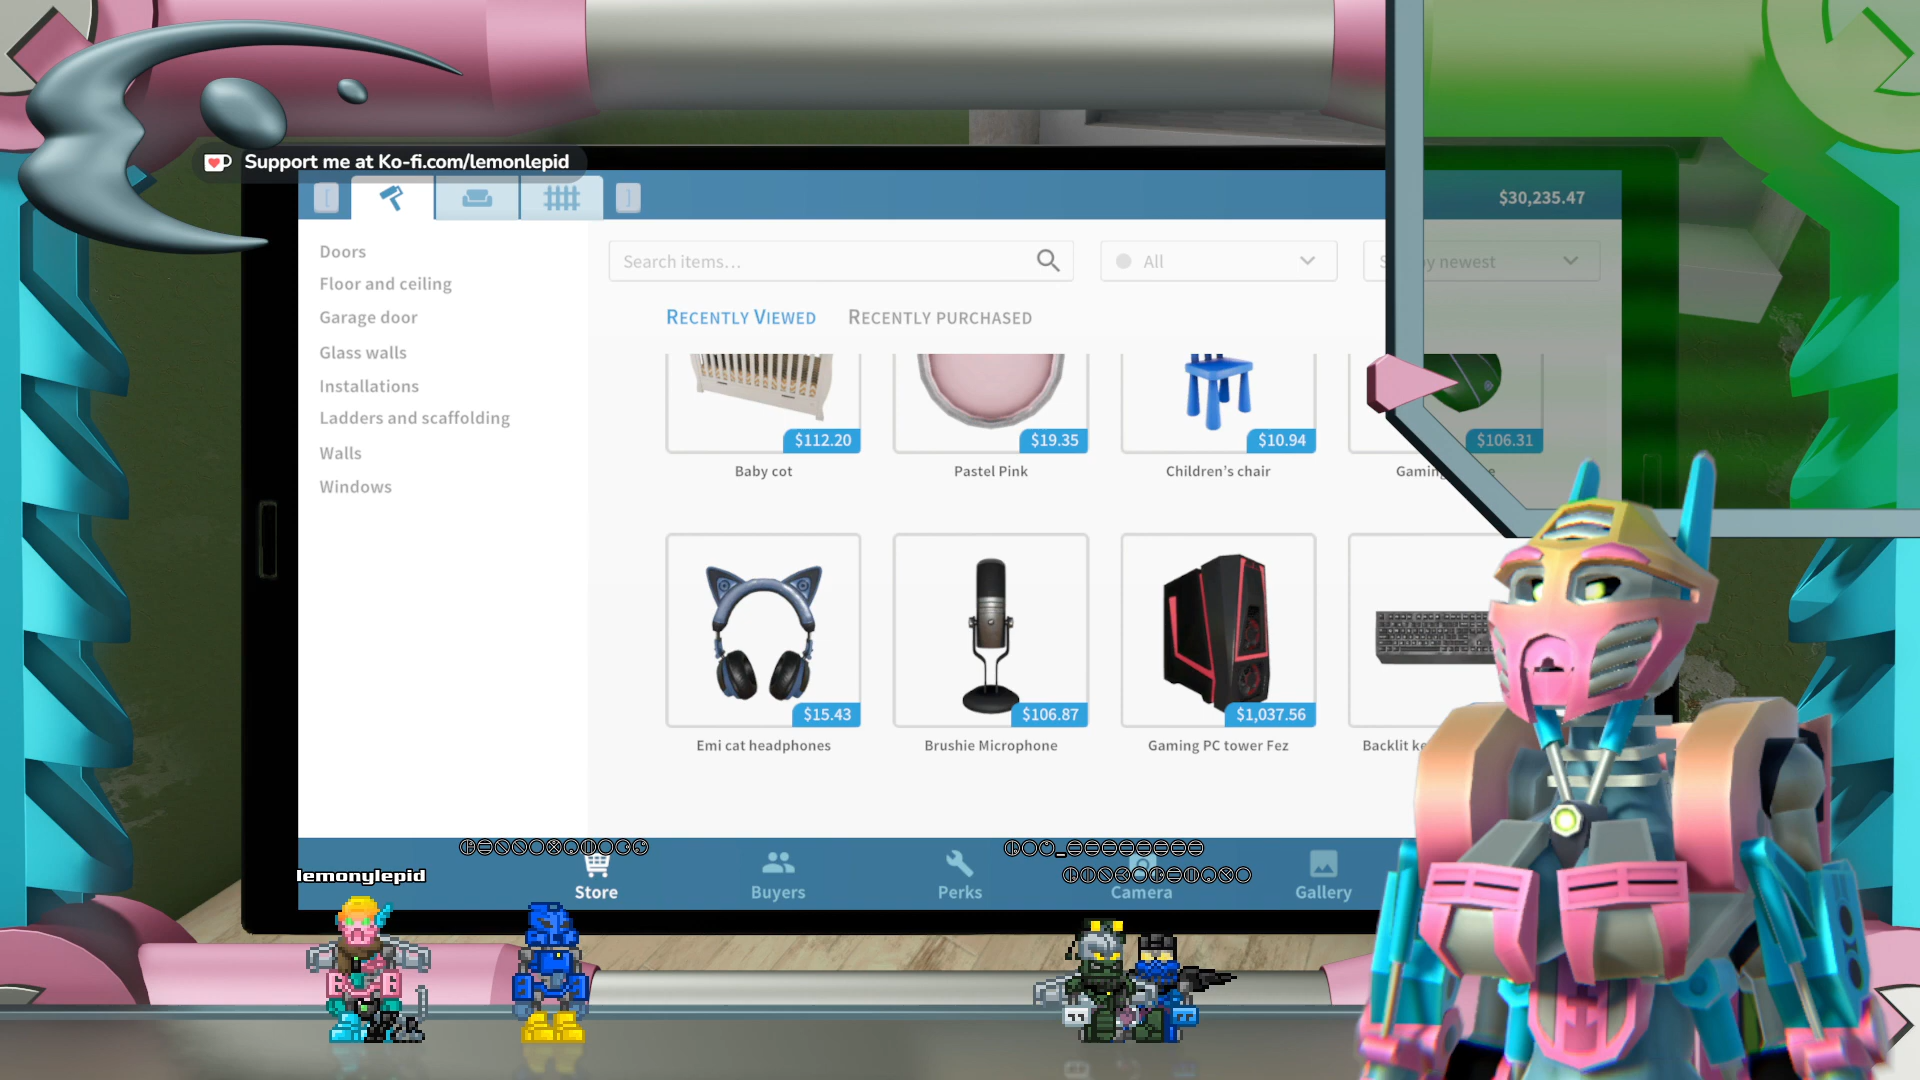 Support me at Ko-fi.com/lemonlepid
[ ]
$30,235.47
Doors
Floor and ceiling
Garage door
Glass walls
Installations
Ladders and scaffolding
Walls
Windows
Search items...
All
by newest
RECENTLY VIEWED
RECENTLY PURCHASED
$112.20
$19.35
$10.94
$106.31
Baby cot
Pastel Pink
Children's chair
$15.43
$106.87
$1,037.56
Emi cat headphones
Brushie Microphone
Gaming PC tower Fez
Backlit
lemonylepid
Store
Buyers
Perks
Camera
Gallery